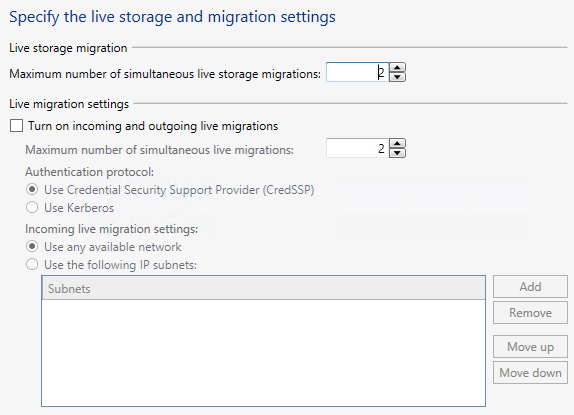 Specify the live storage and migration settings
Live storage migration
Maximum number of simultaneous live storage migrations: 2
Live migration settings
Turn on incoming and outgoing live migrations
Maximum number of simultaneous live migrations: 2
Authentication protocol:
Use Credential Security Support Provider (CredSSP)
Use Kerberos
Incoming live migration settings:
Use any available network
Use the following IP subnets:
Subnets
Add
Remove
Move up
Move down